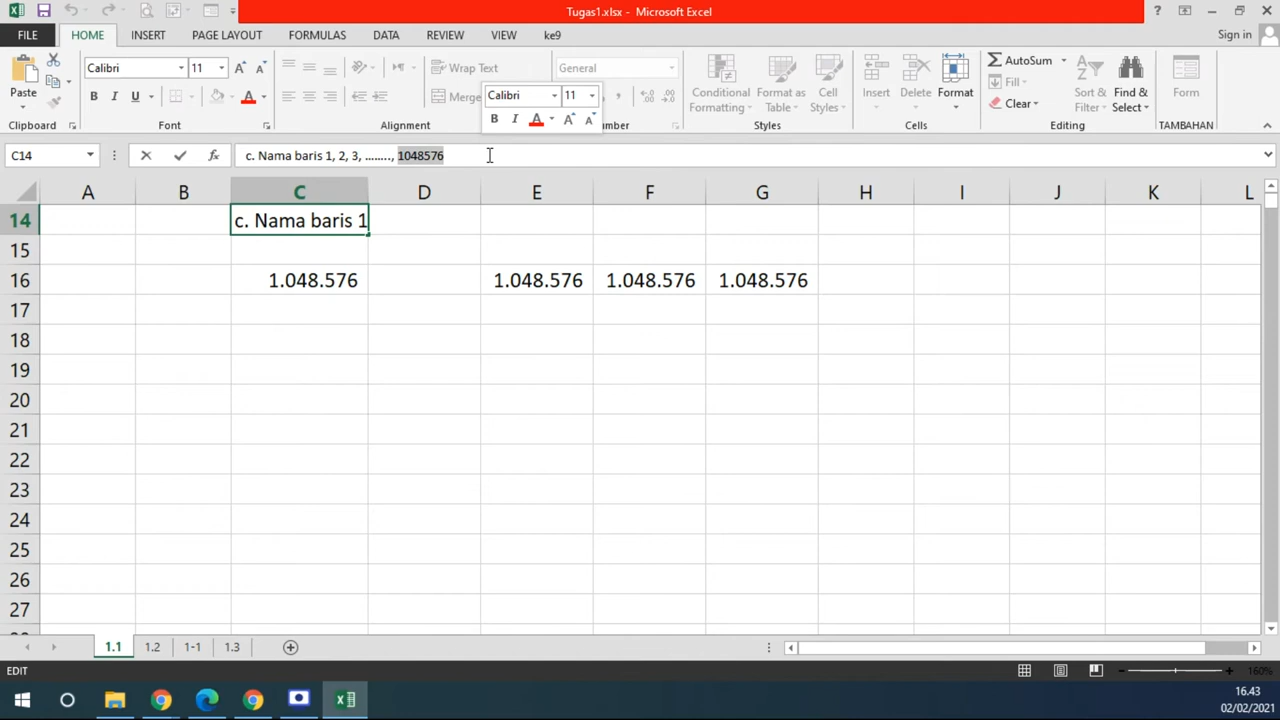 Tugas1.xlsx - Microsoft Excel
?
FILE HOME INSERT PAGE LAYOUT FORMULAS DATA REVIEW VIEW ke9 Sign in
Calibri 11 Wrap Text General AutoSum
Calibri 11
Paste B I U A Merge Conditional Formatting Format as Table Cell Styles Insert Delete Format Fill Clear Sort & Filter Find & Select Form
B I A A A
Clipboard Font Alignment mber Styles Cells Editing TAMBAHAN
C14 fx c. Nama baris 1, 2, 3, ........, 1048576
A B C D E F G H I J K L
14 c. Nama baris 1
15
16 1.048.576 1.048.576 1.048.576 1.048.576
17
18
19
20
21
22
23
24
25
26
27
1.1 1.2 1-1 1.3
EDIT 160%
16.43
02/02/2021